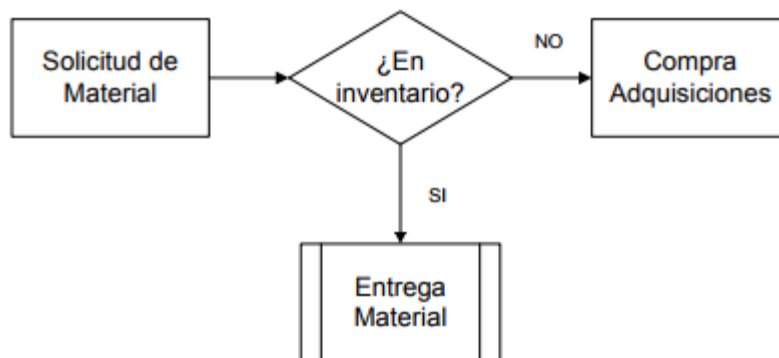 Solicitud de
Material
¿En
inventario?
NO
Compra
Adquisiciones
SI
Entrega
Material